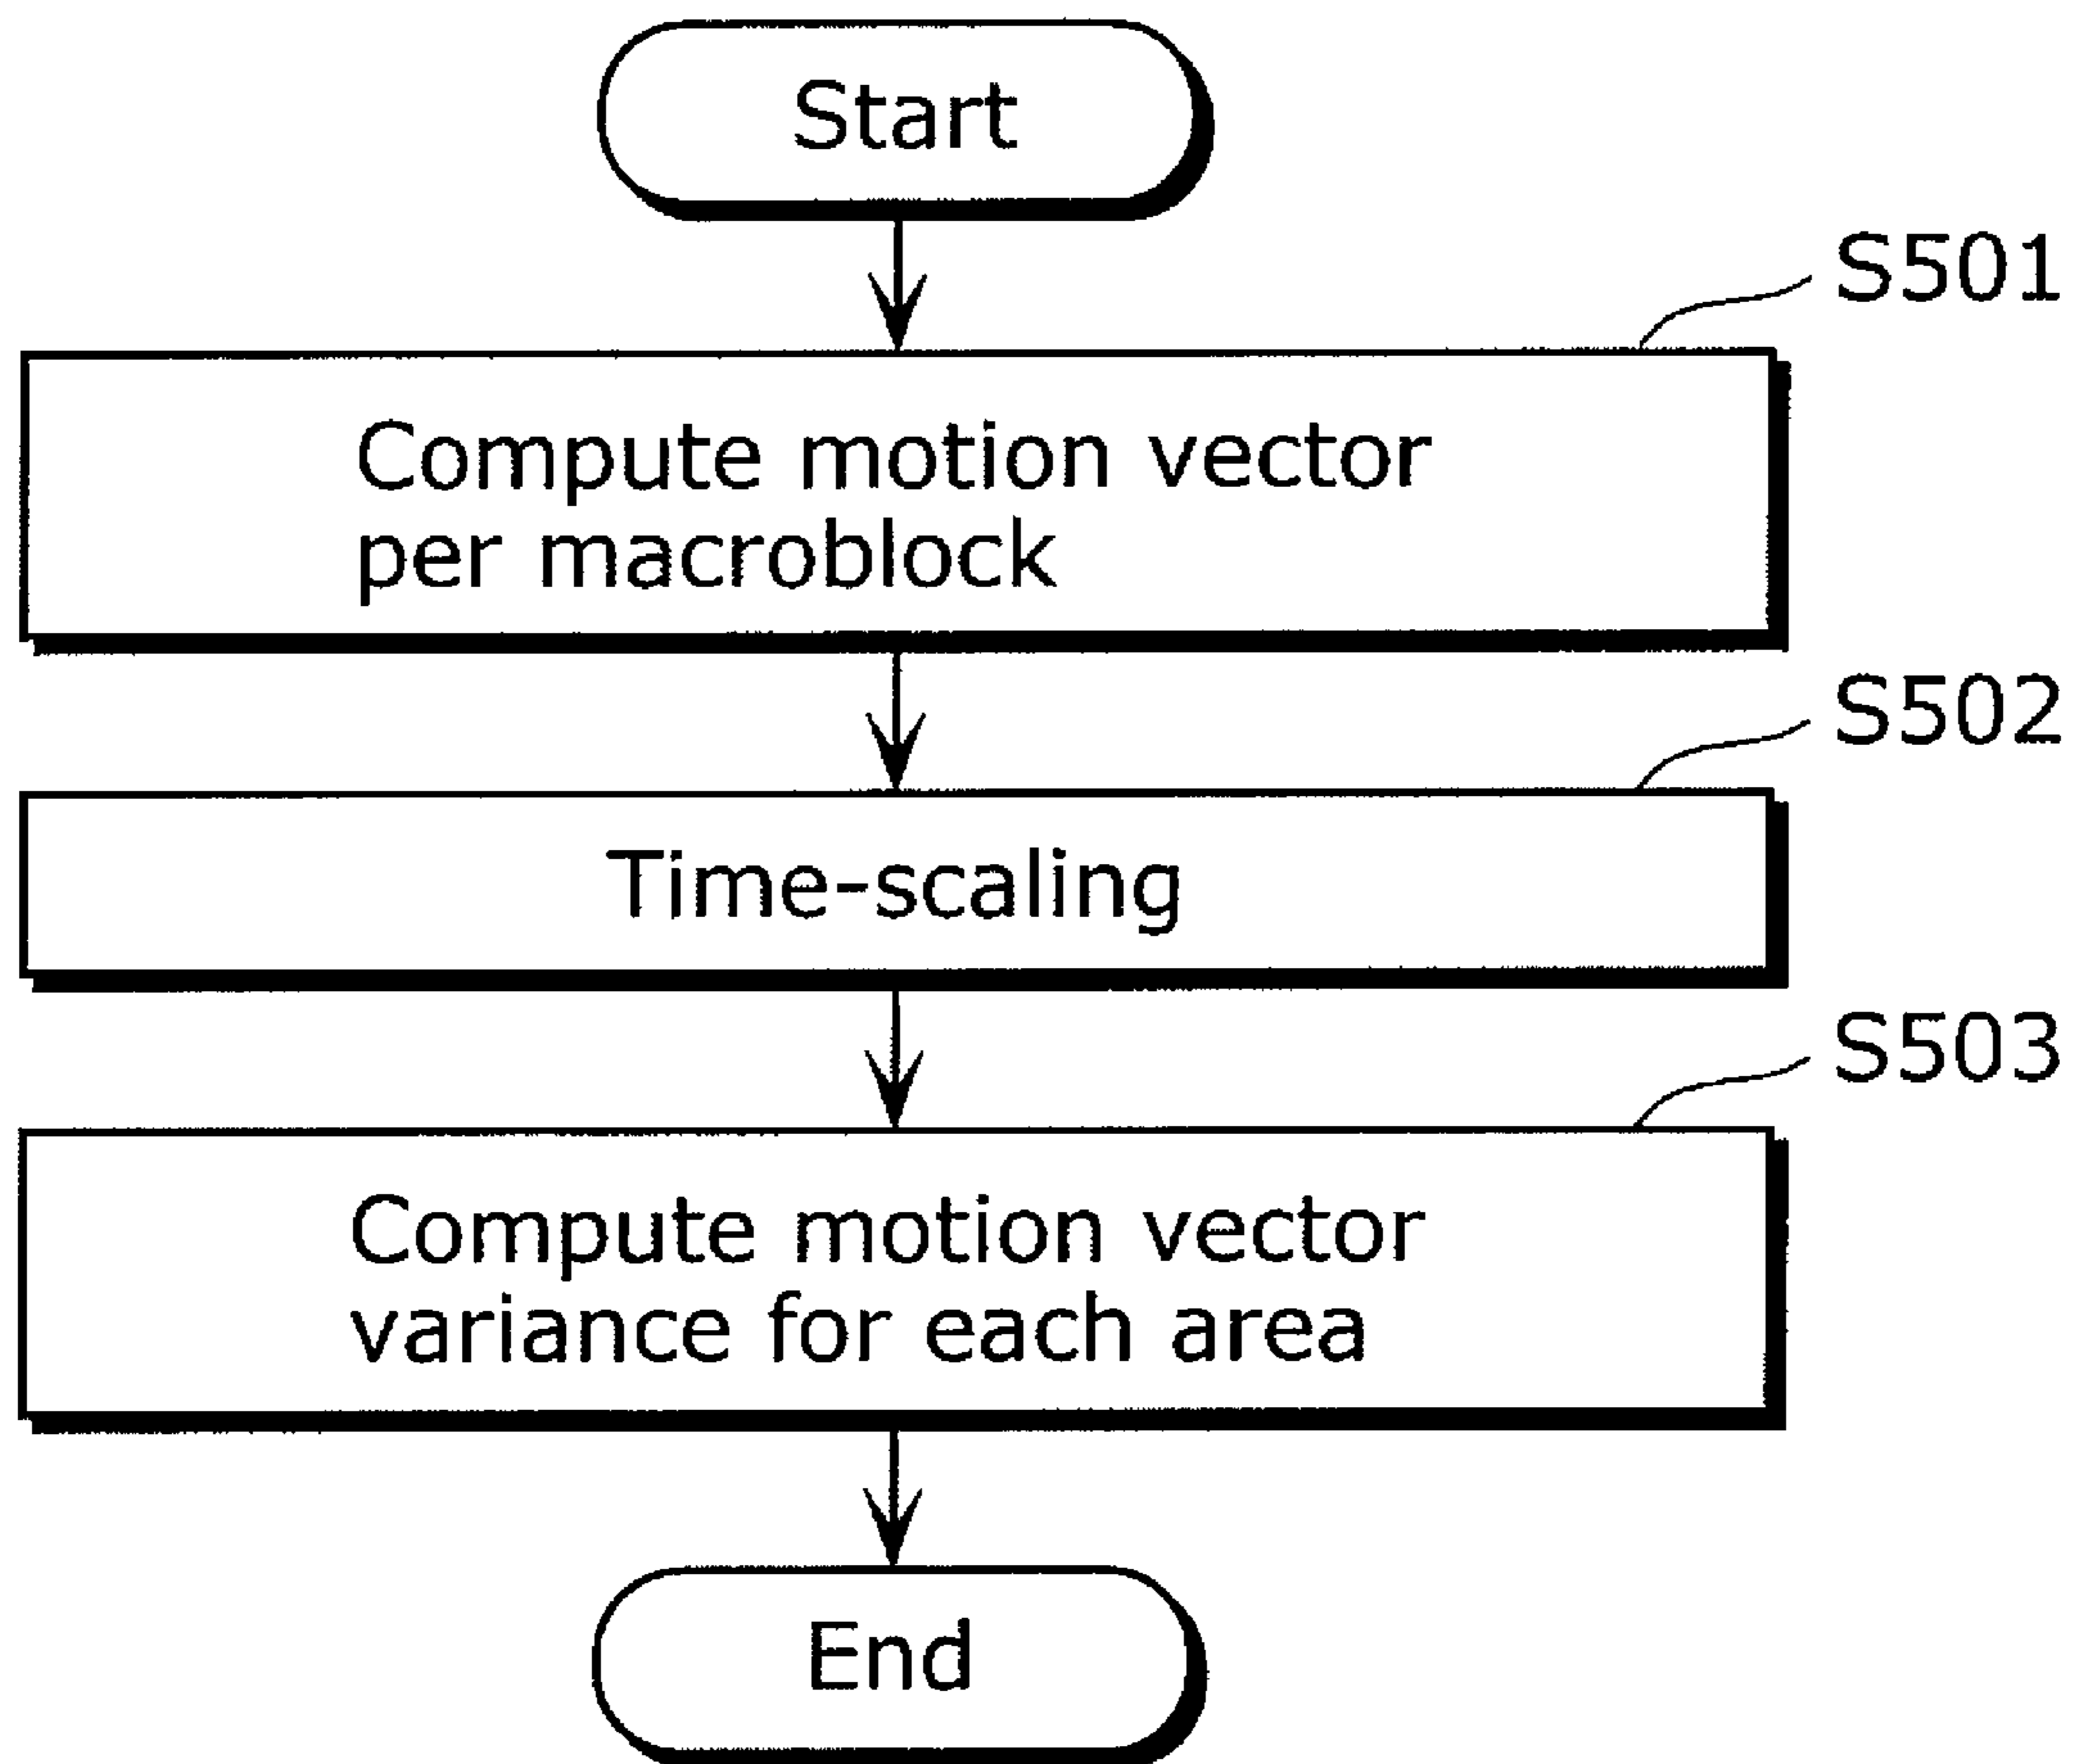 Start
S501
Compute motion vector
per macroblock
S502
Time-scaling
S503
Compute motion vector
variance for each area
End